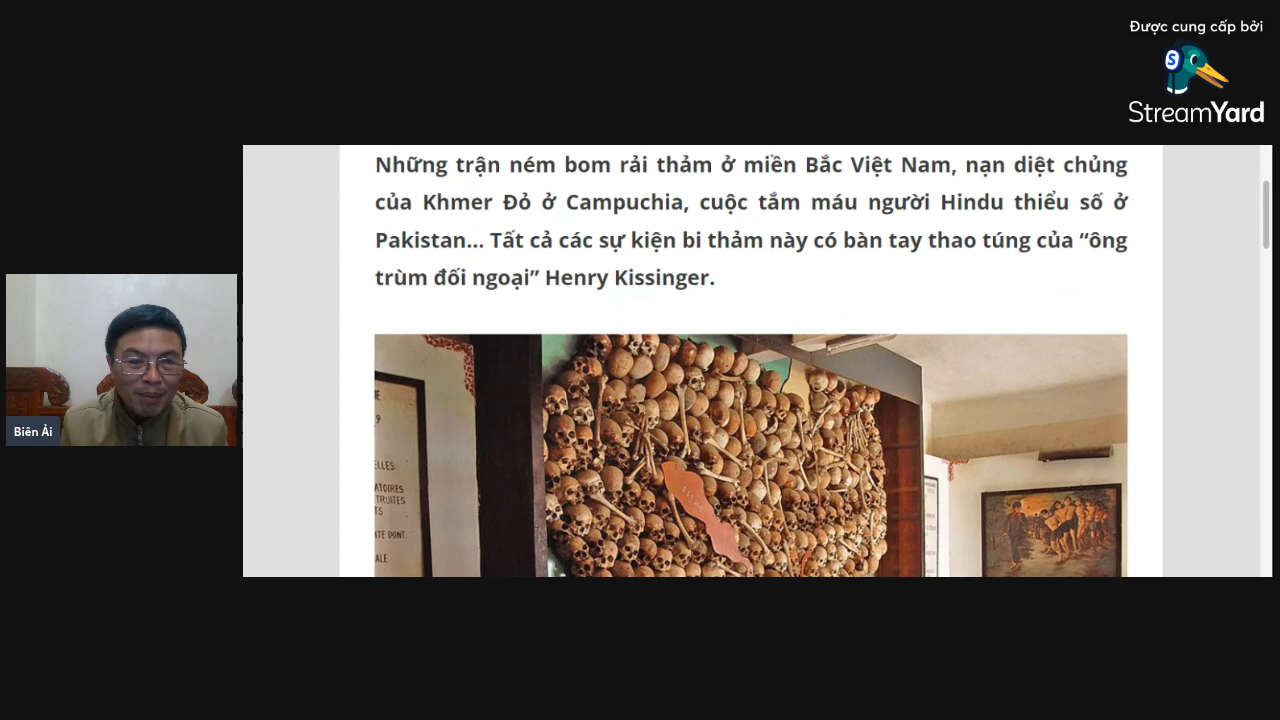 Được cung cấp bởi
StreamYard
Những trận ném bom rải thảm ở miền Bắc Việt Nam, nạn diệt chủng
của Khmer Đỏ ở Campuchia, cuộc tắm máu người Hindu thiểu số ở
Pakistan... Tất cả các sự kiện bi thảm này có bàn tay thao túng của “ông
trùm đối ngoại” Henry Kissinger.
Biên Ải
ELLES.
ATOIRES
TRUITES
TS
TE DONT.
ALE